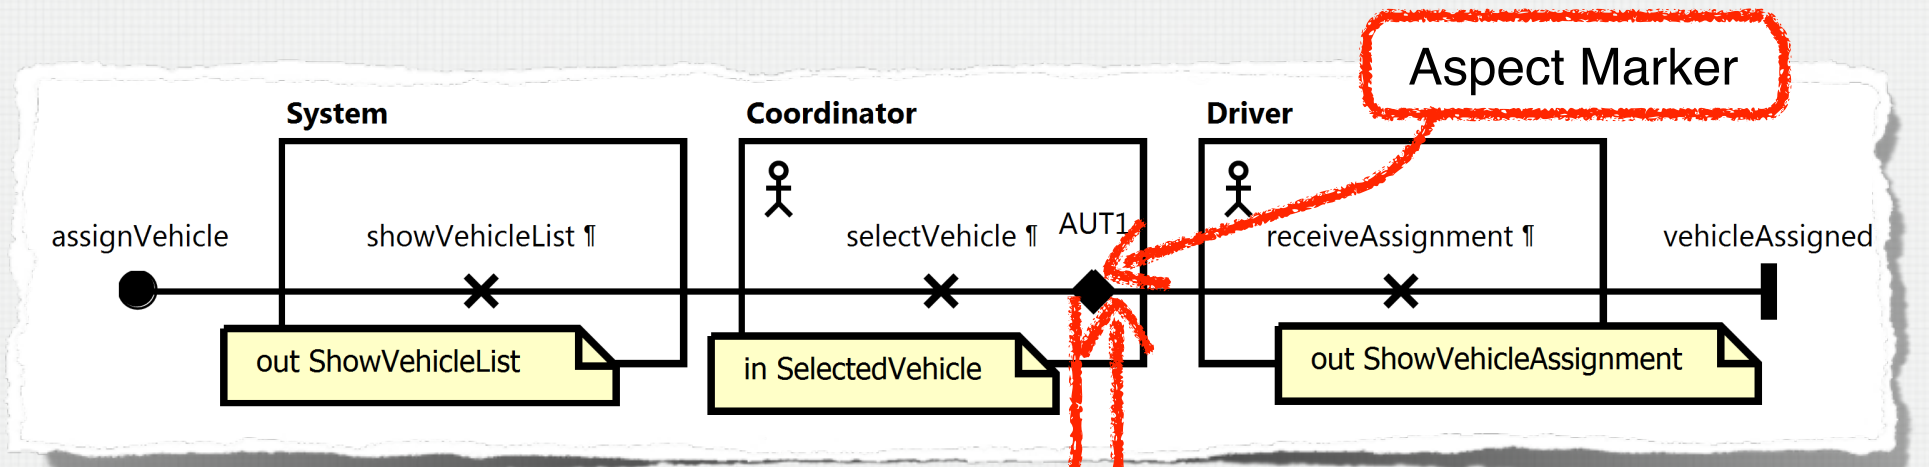 Aspect Marker
System
Coordinator
Driver
assignVehicle
showVehicleList ¶
selectVehicle ¶
AUT1
receiveAssignment ¶
vehicleAssigned
out ShowVehicleList
in SelectedVehicle
out ShowVehicleAssignment